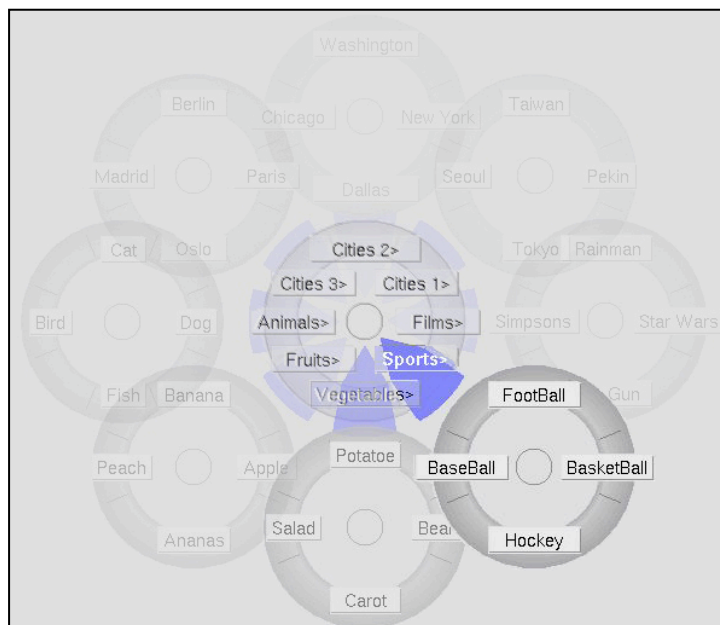 Washington
Berlin
Chicago
New York
Taiwan
Madrid
Paris
Dallas
Seoul
Pekin
Cat
Oslo
Cities 2>
Tokyo
Rainman
Cities 3>
Cities 1>
Bird
Dog
Animals>
Films>
Simpsons
Star Wars
Fruits>
Sports>
Fish
Banana
Vegetables>
FootBall
Gun
Peach
Apple
Potatoe
BaseBall
BasketBall
Salad
Bean
Ananas
Hockey
Carot